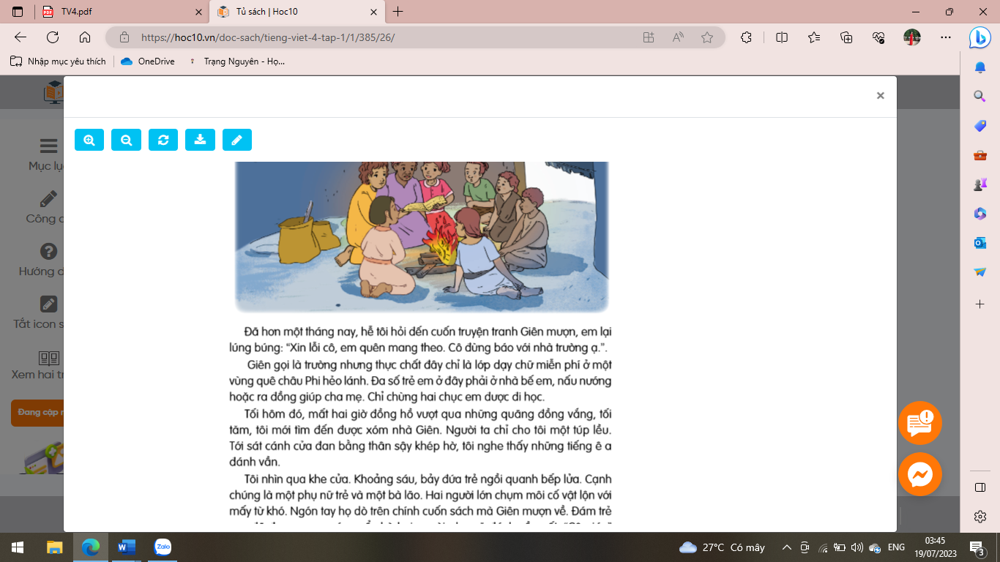 TV4.pdf
Tủ sách | Hoc10
https://hoc10.vn/doc-sach/tieng-viet-4-tap-1/1/385/26/
Nhập mục yêu thích
OneDrive
Trạng Nguyên - Họ...
Mục lụ
Công c
Hướng d
Tắt icon s
Xem hai tr
Đang cập n
Đã hơn một tháng nay, hễ tôi hỏi đến cuốn truyện tranh Giên mượn, em lại
lúng búng: “Xin lỗi cô, em quên mang theo. Cô đừng báo với nhà trường ạ.”.
Giên gọi là trường nhưng thực chất đây chỉ là lớp dạy chữ miễn phí ở một
vùng quê châu Phi hẻo lánh. Đa số trẻ em ở đây phải ở nhà bế em, nấu nướng
hoặc ra đồng giúp cha mẹ. Chỉ chừng hai chục em được đi học.
Tối hôm đó, mất hai giờ đồng hồ vượt qua những quãng đồng vắng, tối
tăm, tôi mới tìm đến được xóm nhà Giên. Người ta chỉ cho tôi một túp lều.
Tới sát cánh cửa đan bằng thân sậy khép hờ, tôi nghe thấy những tiếng ê a
đánh vần.
Tôi nhìn qua khe cửa. Khoảng sáu, bảy đứa trẻ ngồi quanh bếp lửa. Cạnh
chúng là một phụ nữ trẻ và một bà lão. Hai người lớn chụm môi cố vật lộn với
mấy từ khó. Ngón tay họ dò trên chính cuốn sách mà Giên mượn về. Đám trẻ
Zalo
27°C Có mây
ENG
03:45
19/07/2023
3